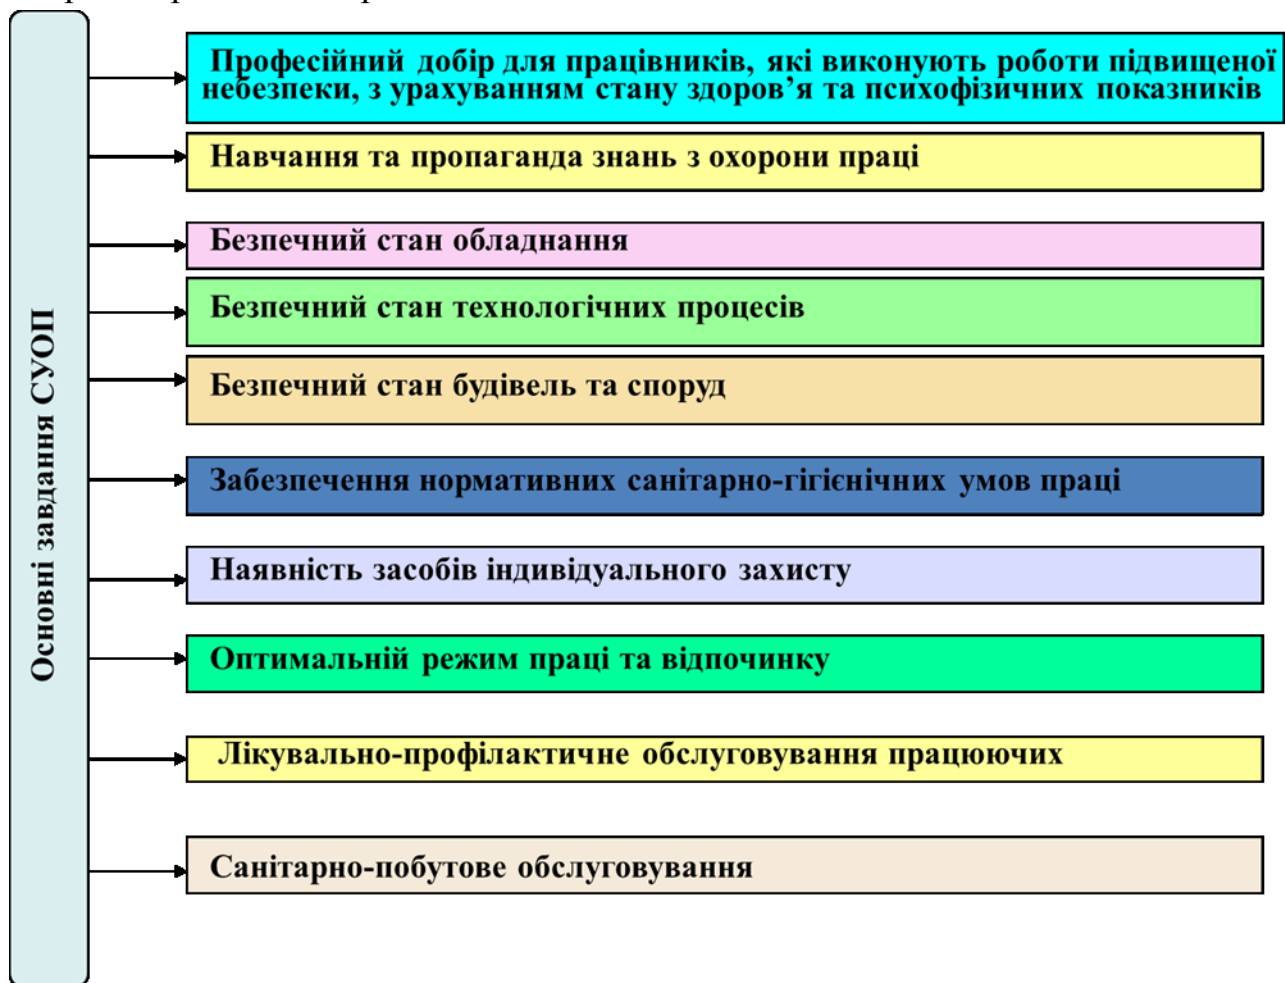 Основні завдання СУОП
Професійний добір для працівників, які виконують роботи підвищеної
небезпеки, з урахуванням стану здоров’я та психофізичних показників
Навчання та пропаганда знань з охорони праці
Безпечний стан обладнання
Безпечний стан технологічних процесів
Безпечний стан будівель та споруд
Забезпечення нормативних санітарно-гігієнічних умов праці
Наявність засобів індивідуального захисту
Оптимальній режим праці та відпочинку
Лікувально-профілактичне обслуговування працюючих
Санітарно-побутове обслуговування